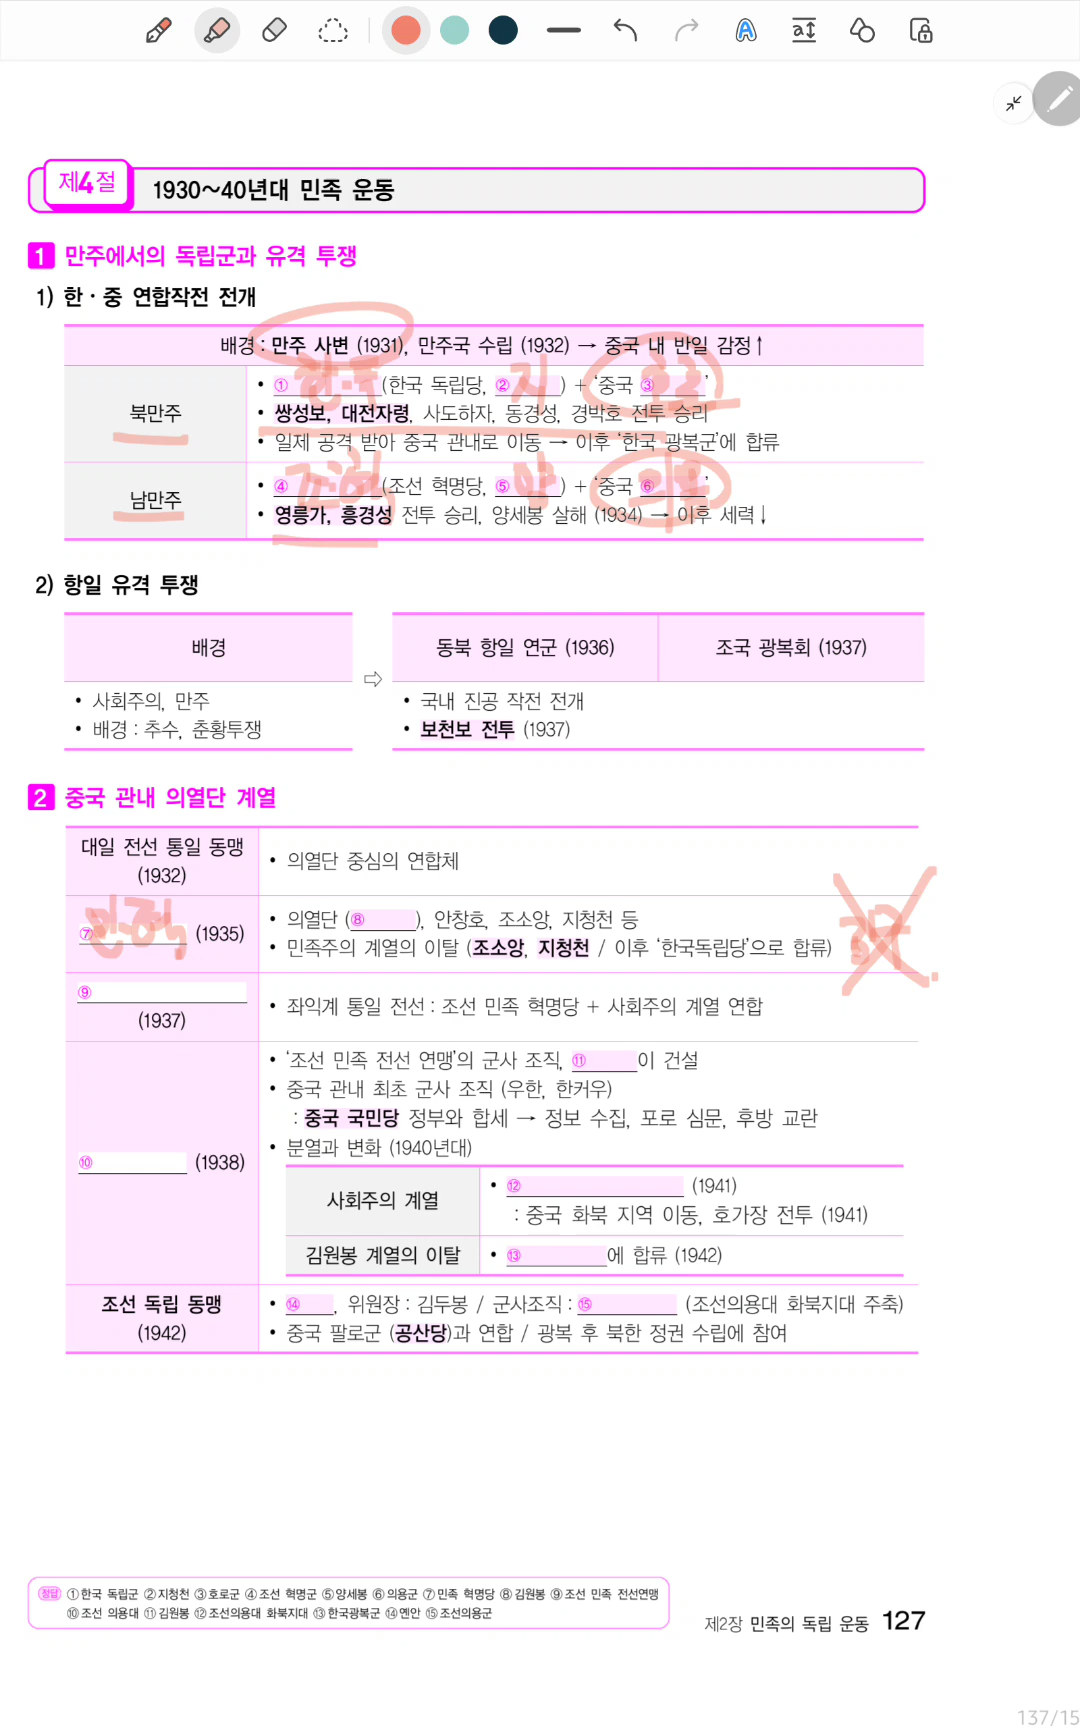 제4절 1930~40년대 민족 운동
1 만주에서의 독립군과 유격 투쟁
1) 한·중 연합작전 전개
배경 : 만주 사변 (1931), 만주국 수립 (1932) → 중국 내 반일 감정↑
북만주
• ① (한국 독립당, ② ) + ‘중국 ③ ’
• 쌍성보, 대전자령, 사도하자, 동경성, 경박호 전투 승리
• 일제 공격 받아 중국 관내로 이동 → 이후 ‘한국 광복군’에 합류
남만주
• ④ (조선 혁명당, ⑤ ) + ‘중국 ⑥ ’
• 영릉가, 흥경성 전투 승리, 양세봉 살해 (1934) → 이후 세력↓
2) 항일 유격 투쟁
배경
• 사회주의, 만주
• 배경 : 추수, 춘황투쟁
⇨
동북 항일 연군 (1936) 조국 광복회 (1937)
• 국내 진공 작전 전개
• 보천보 전투 (1937)
2 중국 관내 의열단 계열
대일 전선 통일 동맹
(1932)
• 의열단 중심의 연합체
⑦ (1935)
• 의열단 (⑧ ), 안창호, 조소앙, 지청천 등
• 민족주의 계열의 이탈 (조소앙, 지청천 / 이후 ‘한국독립당’으로 합류)
⑨
(1937)
• 좌익계 통일 전선 : 조선 민족 혁명당 + 사회주의 계열 연합
⑩ (1938)
• ‘조선 민족 전선 연맹’의 군사 조직, ⑪ 이 건설
• 중국 관내 최초 군사 조직 (우한, 한커우)
: 중국 국민당 정부와 합세 → 정보 수집, 포로 심문, 후방 교란
• 분열과 변화 (1940년대)
사회주의 계열
• ⑫ (1941)
: 중국 화북 지역 이동, 호가장 전투 (1941)
김원봉 계열의 이탈 • ⑬ 에 합류 (1942)
조선 독립 동맹
(1942)
• ⑭ , 위원장 : 김두봉 / 군사조직 : ⑮ (조선의용대 화북지대 주축)
• 중국 팔로군 (공산당)과 연합 / 광복 후 북한 정권 수립에 참여
정답 ①한국 독립군 ②지청천 ③호로군 ④조선 혁명군 ⑤양세봉 ⑥의용군 ⑦민족 혁명당 ⑧김원봉 ⑨조선 민족 전선연맹
⑩조선 의용대 ⑪김원봉 ⑫조선의용대 화북지대 ⑬한국광복군 ⑭옌안 ⑮조선의용군
제2장 민족의 독립 운동 127
137/15